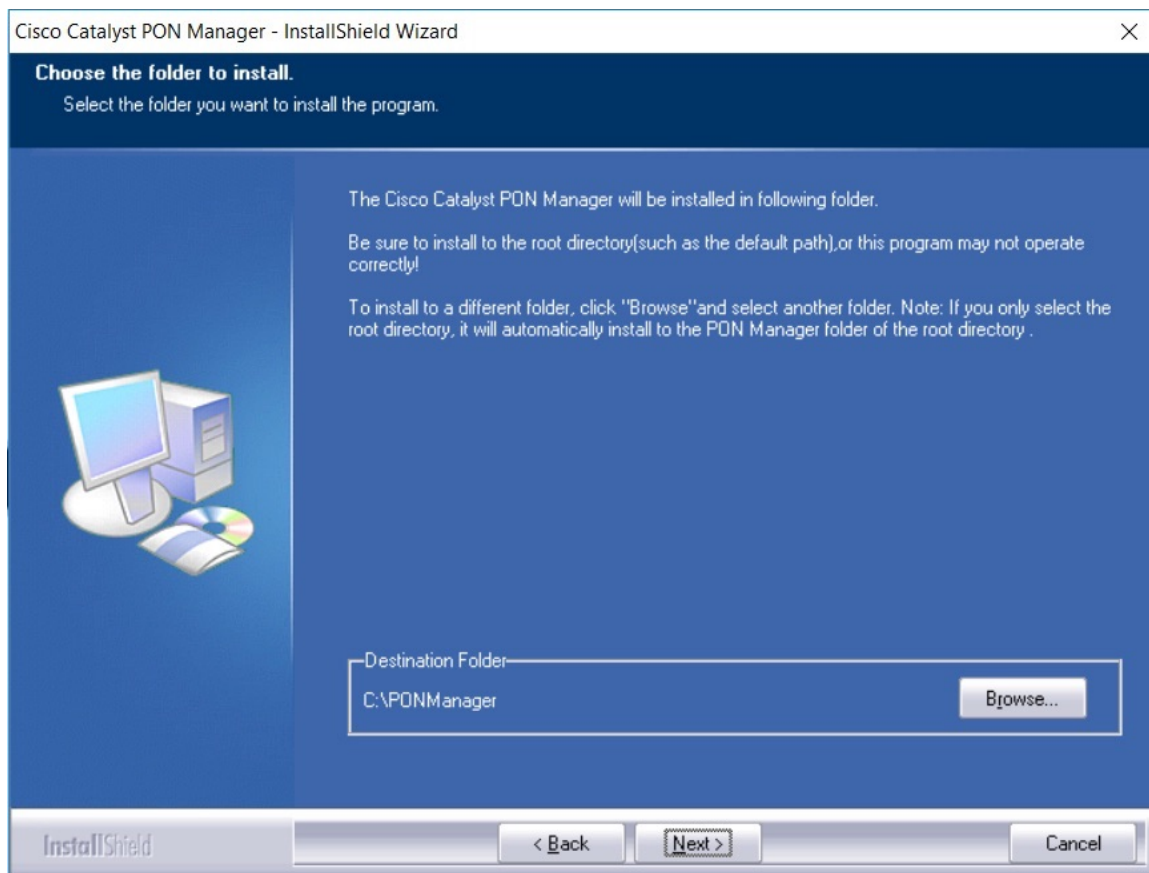 Cisco Catalyst PON Manager - InstallShield Wizard
Choose the folder to install.
Select the folder you want to install the program.
The Cisco Catalyst PON Manager will be installed in following folder.
Be sure to install to the root directory(such as the default path),or this program may not operate
correctly!
To install to a different folder, click "Browse"and select another folder. Note: If you only select the
root directory, it will automatically install to the PON Manager folder of the root directory .
Destination Folder
C:\PONManager
Browse...
InstallShield
< Back
Next >
Cancel